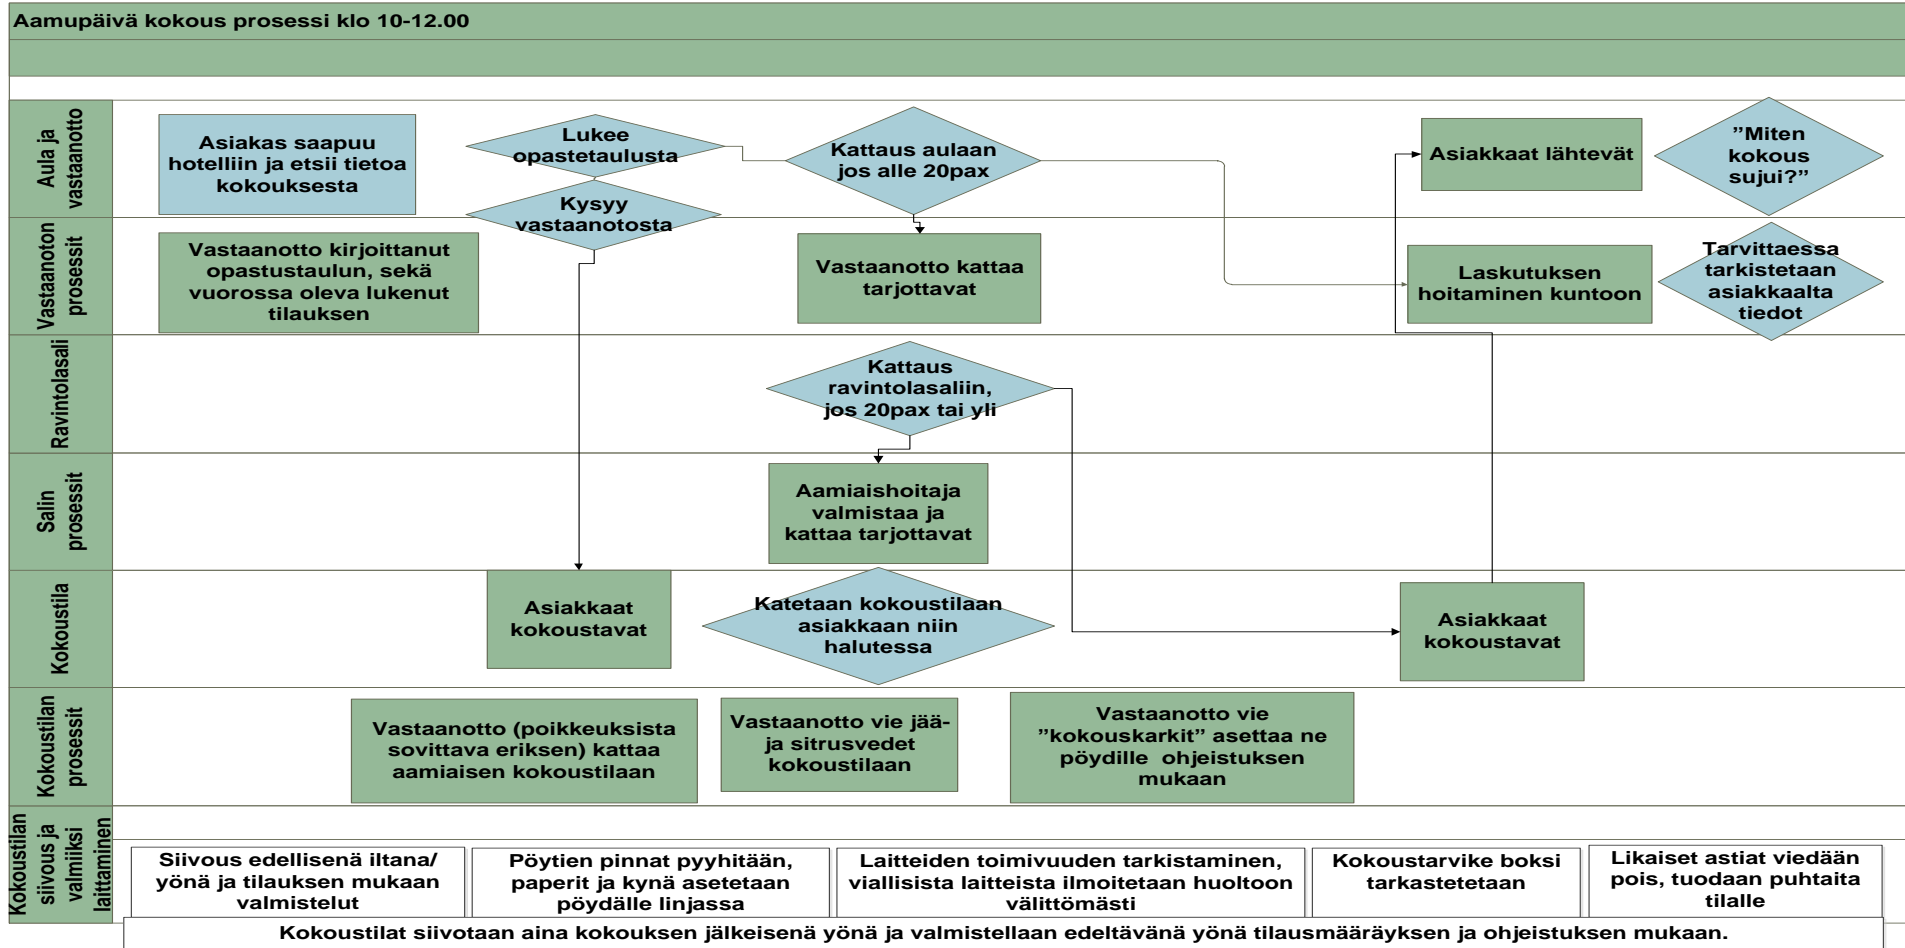 Aamupäivä kokous prosessi klo 10-12.00
Aula ja
vastaanotto
Asiakas saapuu
hotelliin ja etsii tietoa
kokouksesta
Lukee
opastetaulusta
Kysyy
vastaanotosta
Kattaus aulaan
jos alle 20pax
Asiakkaat lähtevät
”Miten
kokous
sujui?”
Vastaanoton
prosessit
Vastaanotto kirjoittanut
opastustaulun, sekä
vuorossa oleva lukenut
tilauksen
Vastaanotto kattaa
tarjottavat
Laskutuksen
hoitaminen kuntoon
Tarvittaessa
tarkistetaan
asiakkaalta
tiedot
Ravintolasali
Kattaus
ravintolasaliin,
jos 20pax tai yli
Salin
prosessit
Aamiaishoitaja
valmistaa ja
kattaa tarjottavat
Kokoustila
Asiakkaat
kokoustavat
Katetaan kokoustilaan
asiakkaan niin
halutessa
Asiakkaat
kokoustavat
Kokoustilan
prosessit
Vastaanotto (poikkeuksista
sovittava eriksen) kattaa
aamiaisen kokoustilaan
Vastaanotto vie jää-
ja sitrusvedet
kokoustilaan
Vastaanotto vie
”kokouskarkit” asettaa ne
pöydille ohjeistuksen
mukaan
Kokoustilan
siivous ja
valmiiksi
laittaminen
Siivous edellisenä iltana/
yönä ja tilauksen mukaan
valmistelut
Pöytien pinnat pyyhitään,
paperit ja kynä asetetaan
pöydälle linjassa
Laitteiden toimivuuden tarkistaminen,
viallisista laitteista ilmoitetaan huoltoon
välittömästi
Kokoustarvike boksi
tarkastetetaan
Likaiset astiat viedään
pois, tuodaan puhtaita
tilalle
Kokoustilat siivotaan aina kokouksen jälkeisenä yönä ja valmistellaan edeltävänä yönä tilausmääräyksen ja ohjeistuksen mukaan.